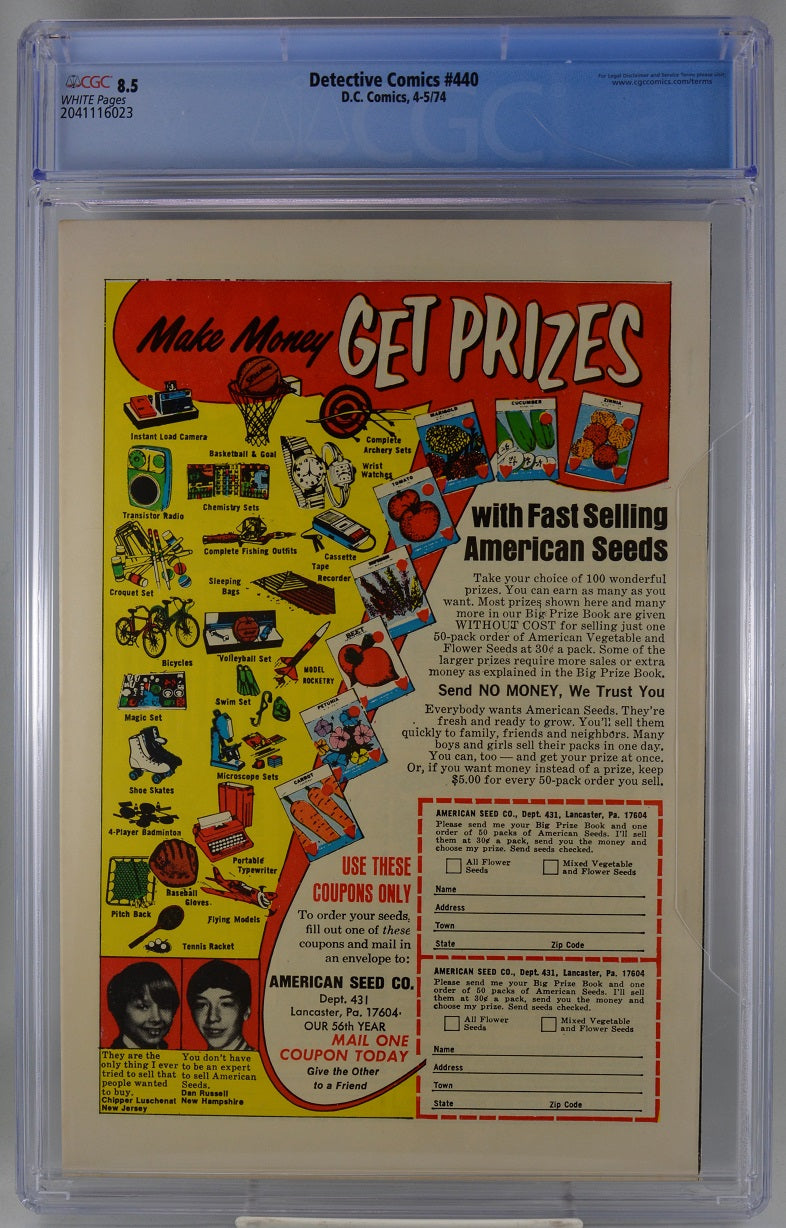 CGC 8.5
WHITE Pages
2041116023
Detective Comics #440
D.C. Comics, 4-5/74
For Legal Disclaimer and Service Terms please visit:
www.cgccomics.com/terms
CGC
Make Money GET PRIZES
Instant Load Camera
Basketball & Goal
Complete
Archery Sets
Wrist
Watches
Transistor Radio
Chemistry Sets
Complete Fishing Outfits
Cassette
Tape
Recorder
Croquet Set
Sleeping
Bags
Bicycles
Volleyball Set
MODEL
ROCKETRY
Magic Set
Swim Set
Shoe Skates
Microscope Sets
4-Player Badminton
Portable
Typewriter
Pitch Back
Baseball
Gloves
Flying Models
Tennis Racket
MARIGOLD
CUCUMBER
ZINNIA
TOMATO
BEET
PETUNIA
CARROT
with Fast Selling
American Seeds
Take your choice of 100 wonderful
prizes. You can earn as many as you
want. Most prizes shown here and many
more in our Big Prize Book are given
WITHOUT COST for selling just one
50-pack order of American Vegetable and
Flower Seeds at 30¢ a pack. Some of the
larger prizes require more sales or extra
money as explained in the Big Prize Book.
Send NO MONEY, We Trust You
Everybody wants American Seeds. They're
fresh and ready to grow. You'll sell them
quickly to family, friends and neighbors. Many
boys and girls sell their packs in one day.
You can, too — and get your prize at once.
Or, if you want money instead of a prize, keep
$5.00 for every 50-pack order you sell.
USE THESE
COUPONS ONLY
To order your seeds,
fill out one of these
coupons and mail in
an envelope to:
AMERICAN SEED CO.
Dept. 431
Lancaster, Pa. 17604
OUR 56th YEAR
MAIL ONE
COUPON TODAY
Give the Other
to a Friend
AMERICAN SEED CO., Dept. 431, Lancaster, Pa. 17604
Please send me your Big Prize Book and one
order of 50 packs of American Seeds. I'll sell
them at 30¢ a pack, send you the money and
choose my prize. Send seeds checked.
All Flower
Seeds
Mixed Vegetable
and Flower Seeds
Name
Address
Town
State Zip Code
AMERICAN SEED CO., Dept. 431, Lancaster, Pa. 17604
Please send me your Big Prize Book and one
order of 50 packs of American Seeds. I'll sell
them at 30¢ a pack, send you the money and
choose my prize. Send seeds checked.
All Flower
Seeds
Mixed Vegetable
and Flower Seeds
Name
Address
Town
State Zip Code
They are the
only thing I ever
tried to sell that
people wanted
to buy.
Chipper Luschenat
New Jersey
You don't have
to be an expert
to sell American
Seeds.
Dan Russell
New Hampshire